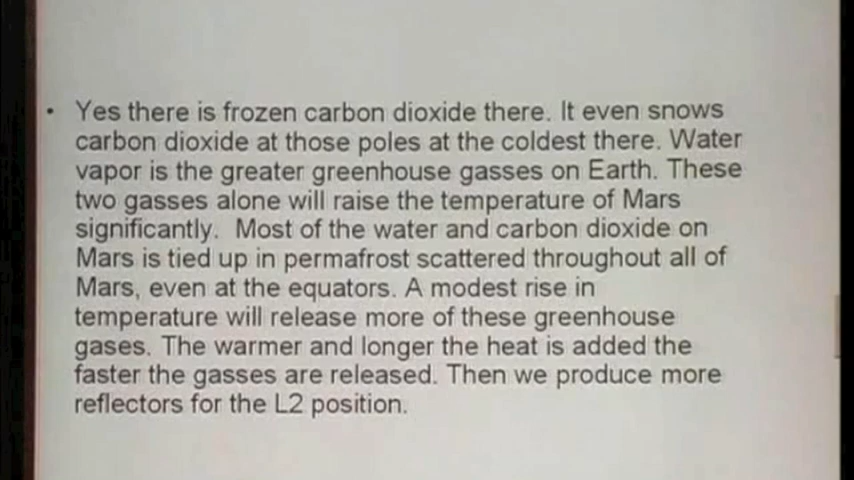 • Yes there is frozen carbon dioxide there. It even snows
carbon dioxide at those poles at the coldest there. Water
vapor is the greater greenhouse gasses on Earth. These
two gasses alone will raise the temperature of Mars
significantly.  Most of the water and carbon dioxide on
Mars is tied up in permafrost scattered throughout all of
Mars, even at the equators. A modest rise in
temperature will release more of these greenhouse
gases. The warmer and longer the heat is added the
faster the gasses are released. Then we produce more
reflectors for the L2 position.